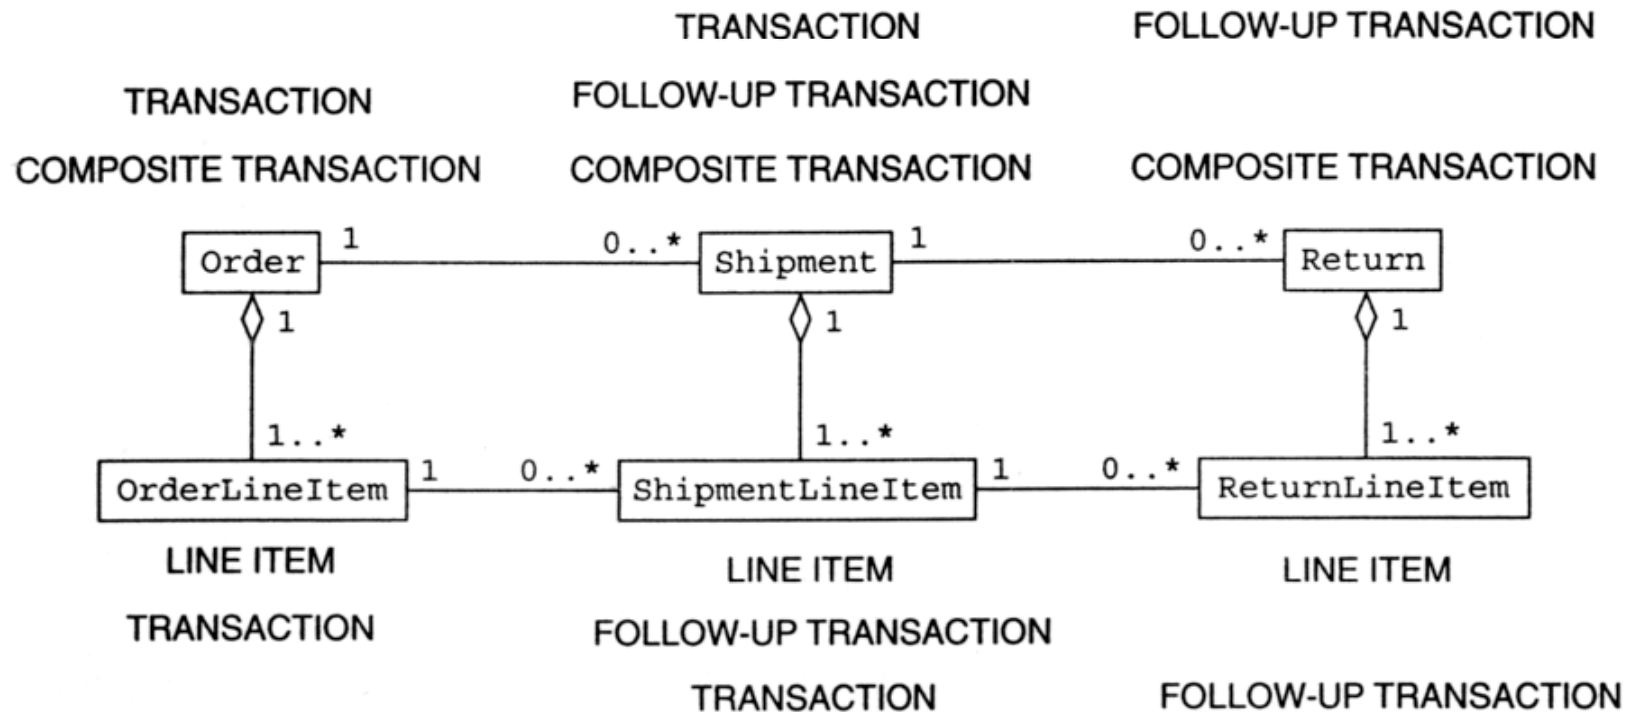 TRANSACTION FOLLOW-UP TRANSACTION
TRANSACTION FOLLOW-UP TRANSACTION
COMPOSITE TRANSACTION COMPOSITE TRANSACTION COMPOSITE TRANSACTION
1 0..* 1 0..*
Order Shipment Return
1 1 1
1..* 1..* 1..*
1 0..* 1 0..*
OrderLineItem ShipmentLineItem ReturnLineItem
LINE ITEM LINE ITEM LINE ITEM
TRANSACTION FOLLOW-UP TRANSACTION
TRANSACTION FOLLOW-UP TRANSACTION